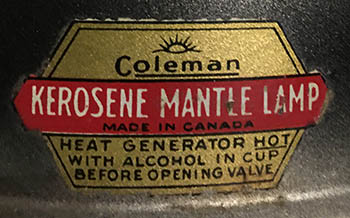 Coleman
KEROSENE MANTLE LAMP
MADE IN CANADA
HEAT GENERATOR HOT
WITH ALCOHOL IN CUP
BEFORE OPENING VALVE